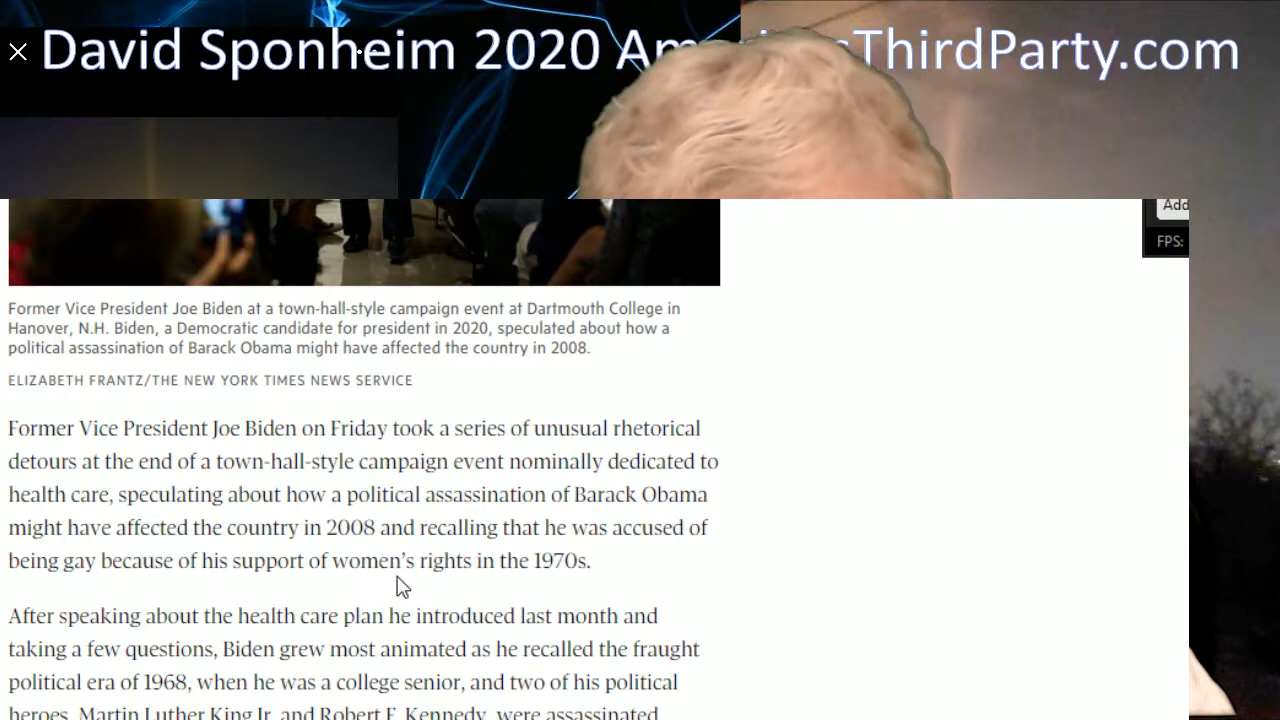 David Sponheim 2020 Am ThirdParty.com
Add
FPS:
Former Vice President Joe Biden at a town-hall-style campaign event at Dartmouth College in
Hanover, N.H. Biden, a Democratic candidate for president in 2020, speculated about how a
political assassination of Barack Obama might have affected the country in 2008.
ELIZABETH FRANTZ/THE NEW YORK TIMES NEWS SERVICE
Former Vice President Joe Biden on Friday took a series of unusual rhetorical
detours at the end of a town-hall-style campaign event nominally dedicated to
health care, speculating about how a political assassination of Barack Obama
might have affected the country in 2008 and recalling that he was accused of
being gay because of his support of women's rights in the 1970s.
After speaking about the health care plan he introduced last month and
taking a few questions, Biden grew most animated as he recalled the fraught
political era of 1968, when he was a college senior, and two of his political
heroes, Martin Luther King Jr. and Robert F. Kennedy, were assassinated